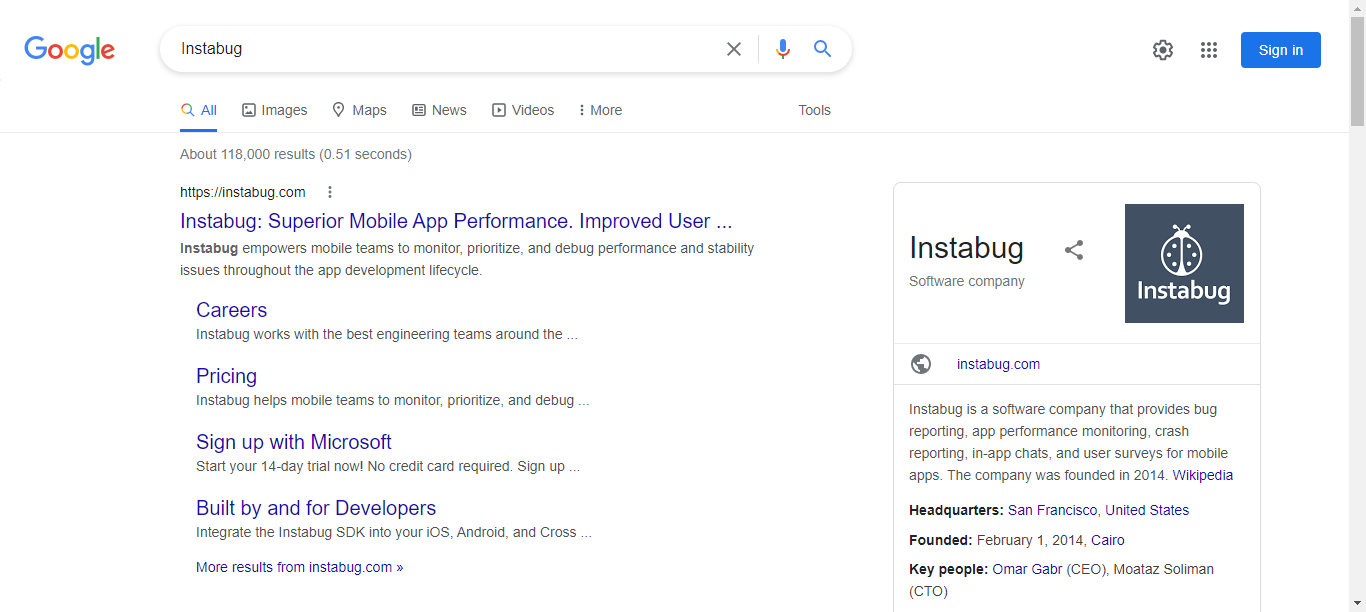 Google
Instabug
Sign in
All
Images
Maps
News
Videos
More
Tools
About 118,000 results (0.51 seconds)
https://instabug.com
Instabug: Superior Mobile App Performance. Improved User ...
Instabug empowers mobile teams to monitor, prioritize, and debug performance and stability
issues throughout the app development lifecycle.
Careers
Instabug works with the best engineering teams around the ...
Pricing
Instabug helps mobile teams to monitor, prioritize, and debug ...
Sign up with Microsoft
Start your 14-day trial now! No credit card required. Sign up ...
Built by and for Developers
Integrate the Instabug SDK into your iOS, Android, and Cross ...
More results from instabug.com »
Instabug
Software company
Instabug
instabug.com
Instabug is a software company that provides bug
reporting, app performance monitoring, crash
reporting, in-app chats, and user surveys for mobile
apps. The company was founded in 2014. Wikipedia
Headquarters: San Francisco, United States
Founded: February 1, 2014, Cairo
Key people: Omar Gabr (CEO), Moataz Soliman
(CTO)